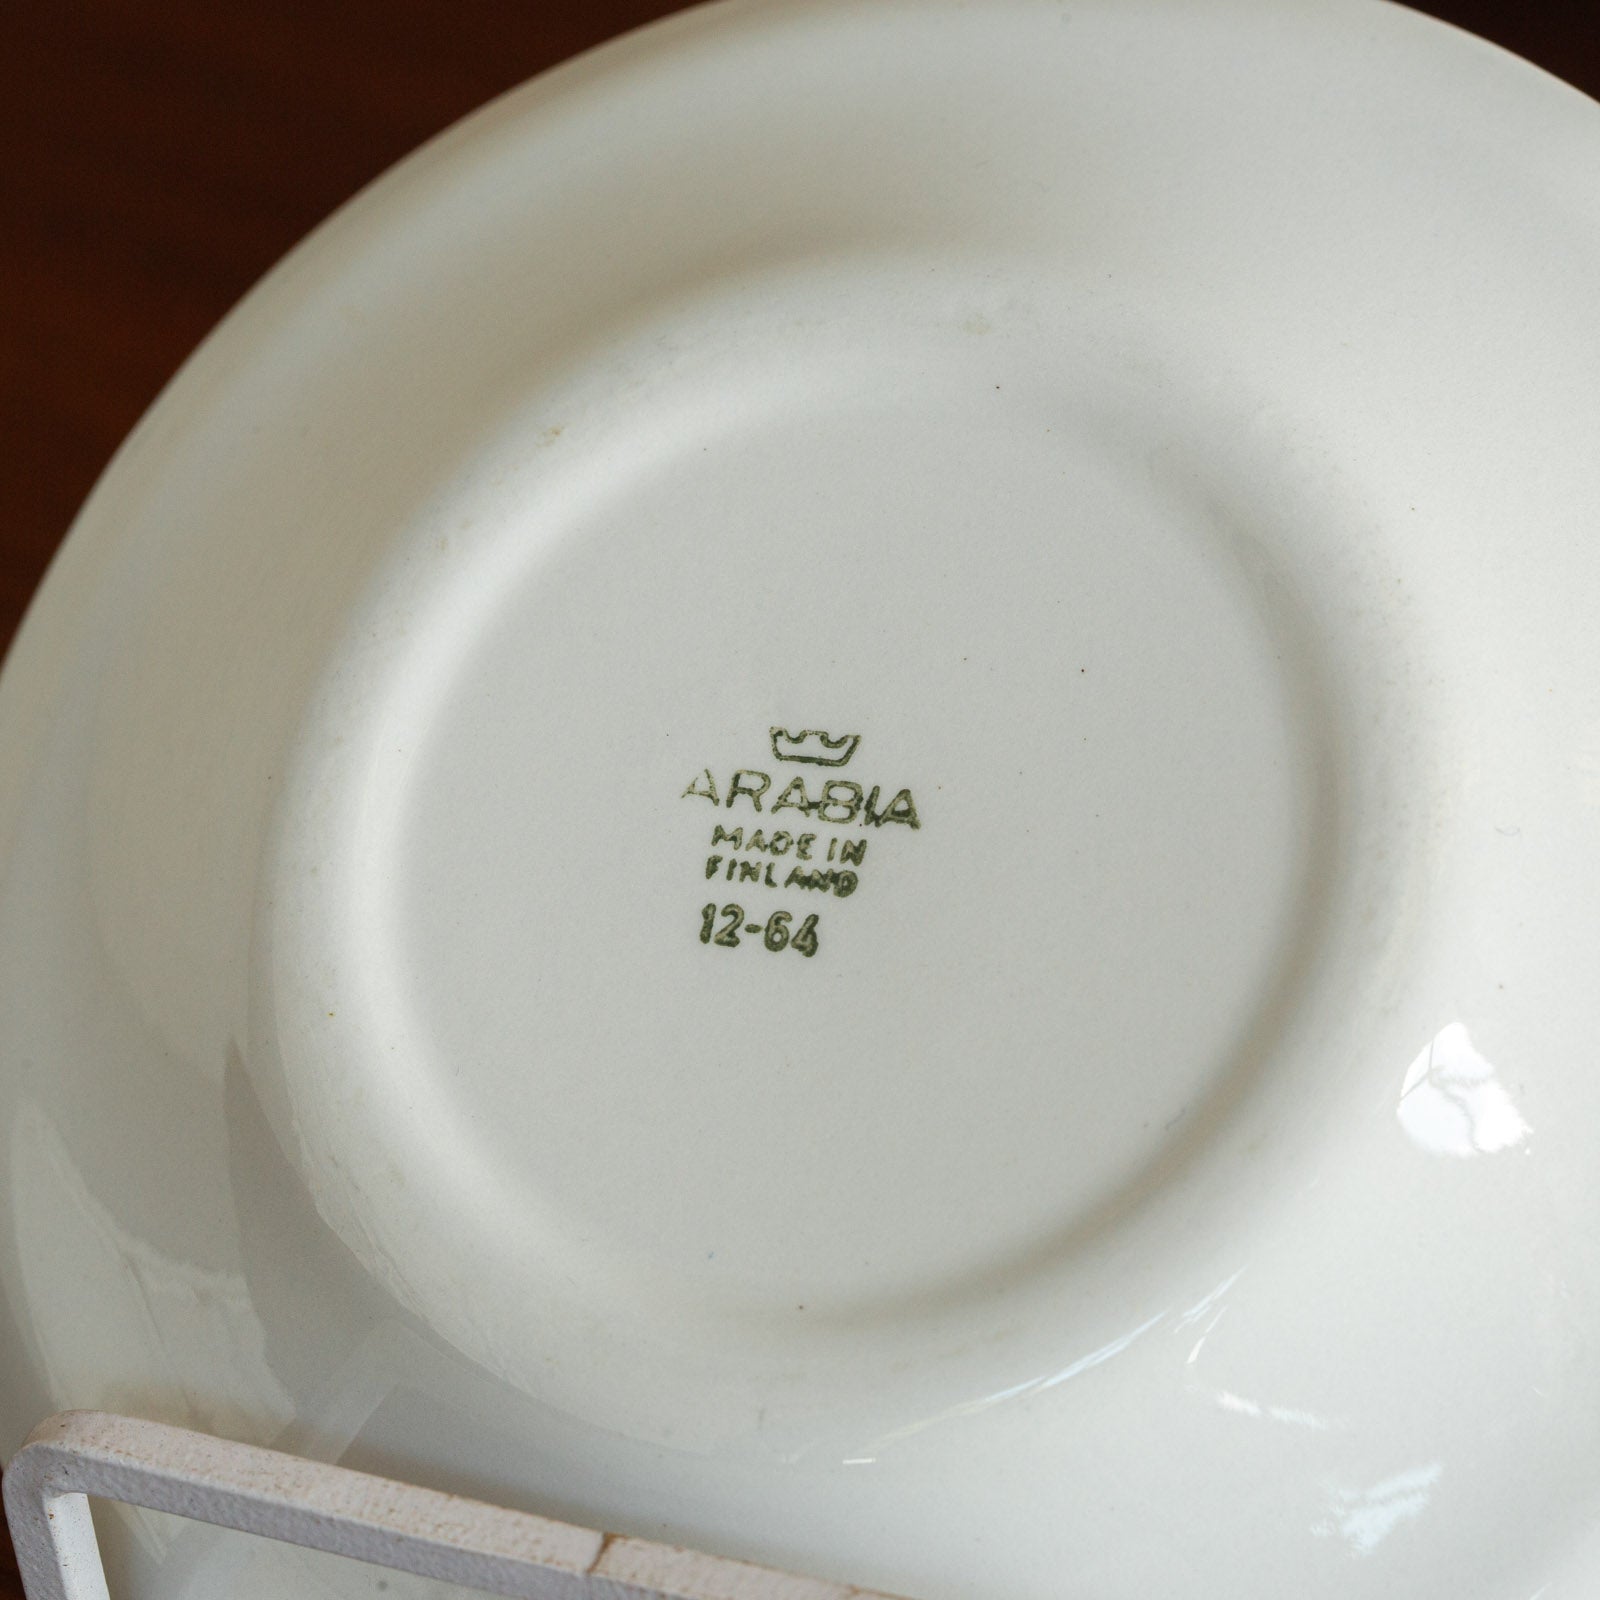 ARABIA
MADE IN
FINLAND
12-64